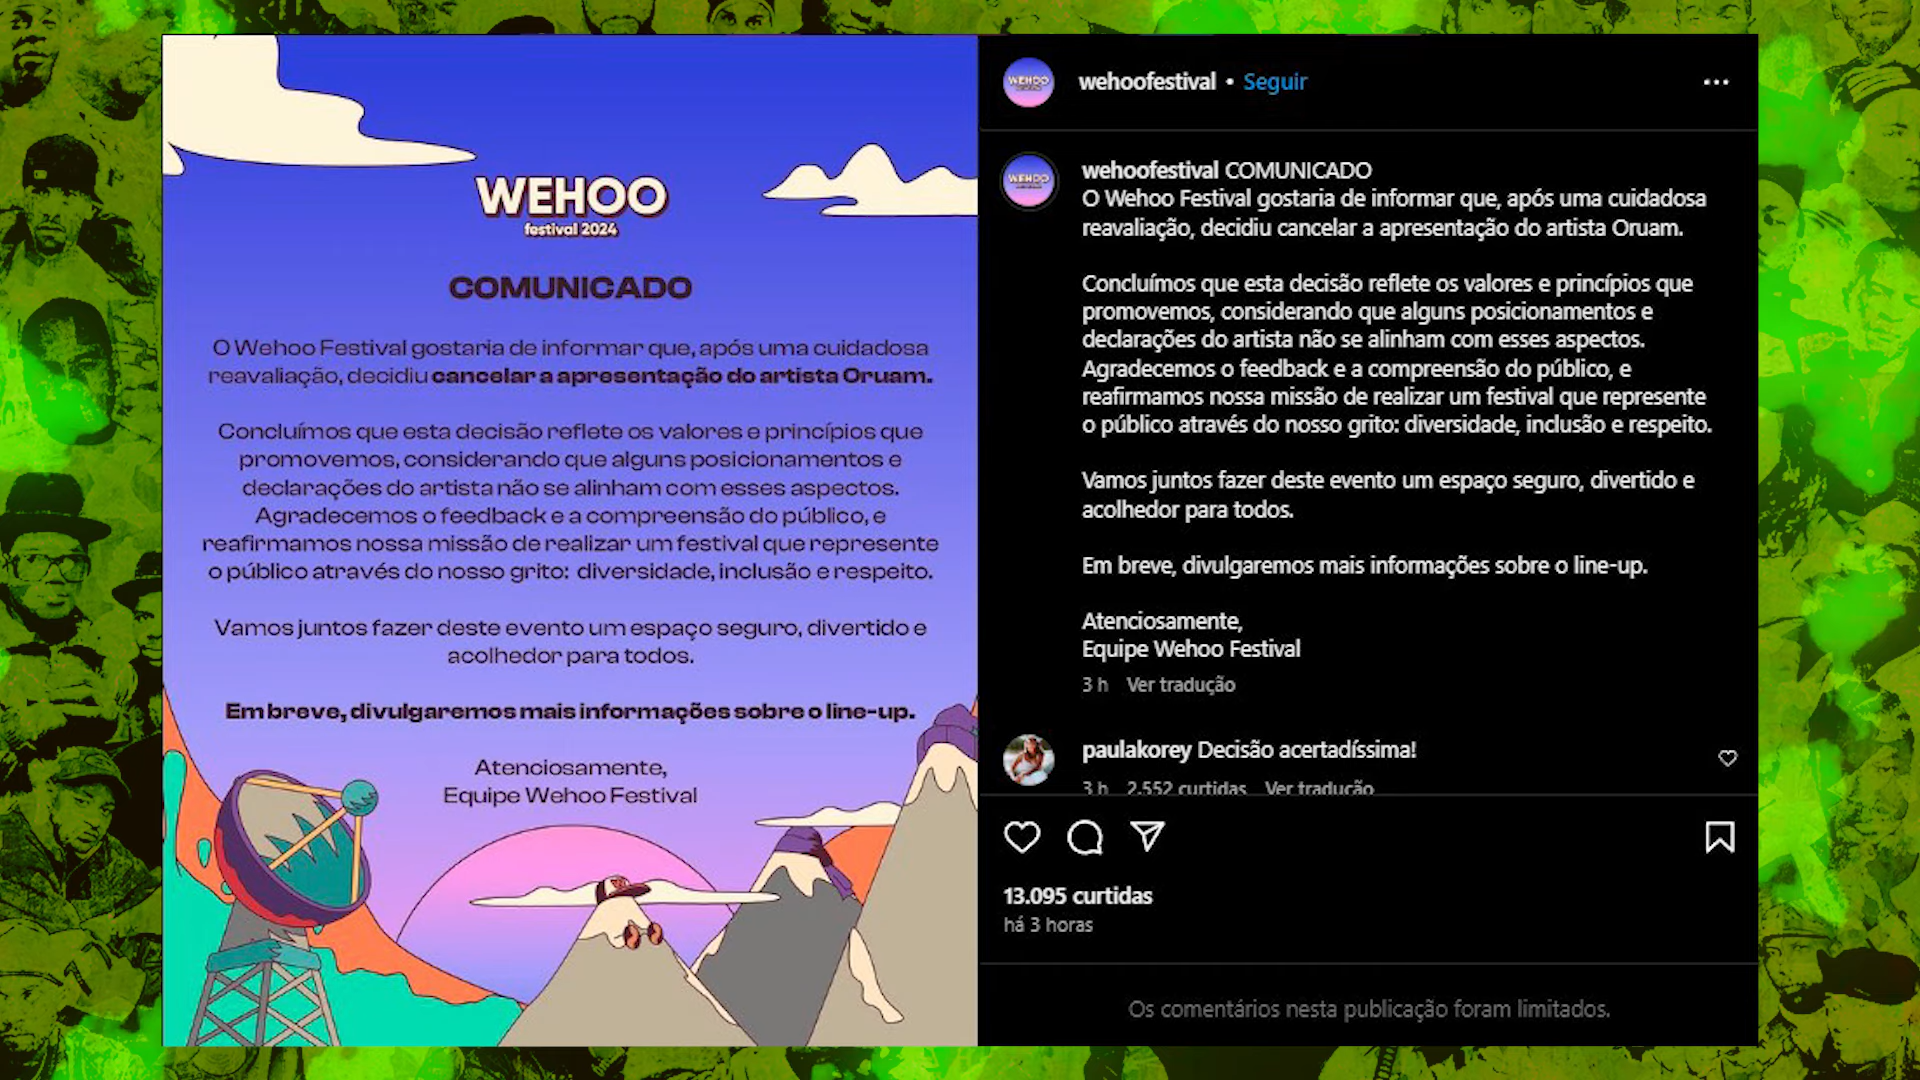 WEHOO
festival 2024
COMUNICADO
O Wehoo Festival gostaria de informar que, após uma cuidadosa
reavaliação, decidiu cancelar a apresentação do artista Oruam.
Concluímos que esta decisão reflete os valores e princípios que
promovemos, considerando que alguns posicionamentos e
declarações do artista não se alinham com esses aspectos.
Agradecemos o feedback e a compreensão do público, e
reafirmamos nossa missão de realizar um festival que represente
o público através do nosso grito: diversidade, inclusão e respeito.
Vamos juntos fazer deste evento um espaço seguro, divertido e
acolhedor para todos.
Em breve, divulgaremos mais informações sobre o line-up.
Atenciosamente,
Equipe Wehoo Festival
WEHOO
wehoofestival • Seguir
WEHOO
wehoofestival COMUNICADO
O Wehoo Festival gostaria de informar que, após uma cuidadosa
reavaliação, decidiu cancelar a apresentação do artista Oruam.
Concluímos que esta decisão reflete os valores e princípios que
promovemos, considerando que alguns posicionamentos e
declarações do artista não se alinham com esses aspectos.
Agradecemos o feedback e a compreensão do público, e
reafirmamos nossa missão de realizar um festival que represente
o público através do nosso grito: diversidade, inclusão e respeito.
Vamos juntos fazer deste evento um espaço seguro, divertido e
acolhedor para todos.
Em breve, divulgaremos mais informações sobre o line-up.
Atenciosamente,
Equipe Wehoo Festival
3 h Ver tradução
paulakorey Decisão acertadíssima!
3 h 2.552 curtidas Ver tradução
13.095 curtidas
há 3 horas
Os comentários nesta publicação foram limitados.